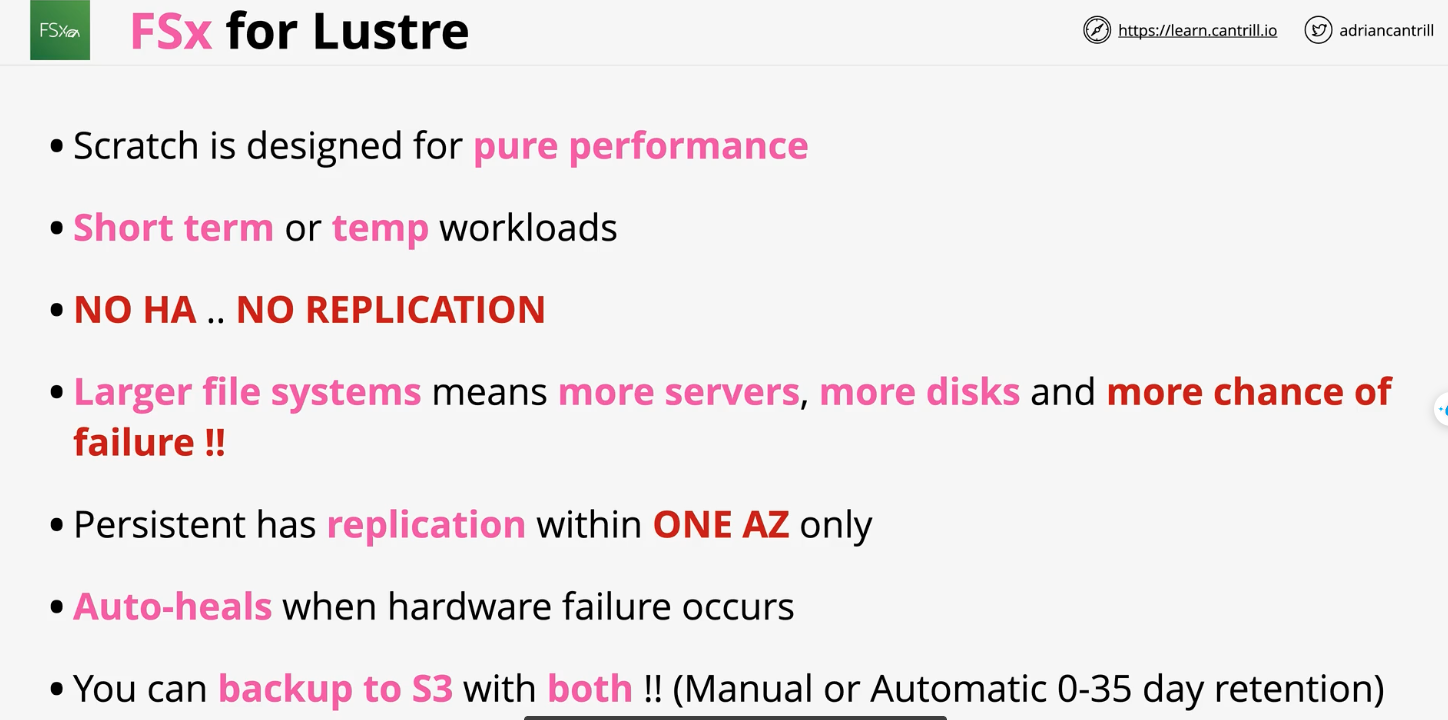 FSx
FSx for Lustre
https://learn.cantrill.io
adriancantrill
• Scratch is designed for pure performance
• Short term or temp workloads
• NO HA .. NO REPLICATION
• Larger file systems means more servers, more disks and more chance of
failure !!
• Persistent has replication within ONE AZ only
• Auto-heals when hardware failure occurs
• You can backup to S3 with both !! (Manual or Automatic 0-35 day retention)